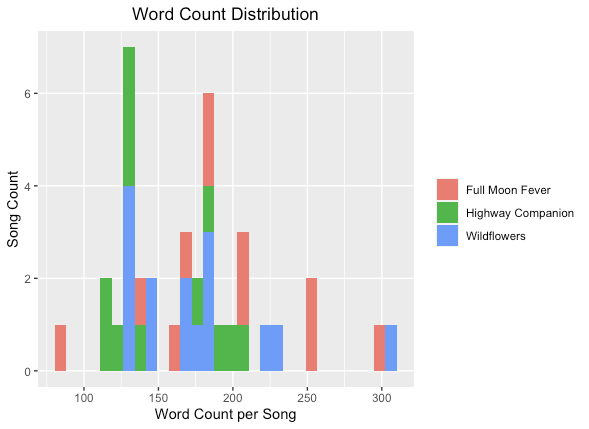 Word Count Distribution
6
4
2
0
Song Count
100
150
200
250
300
Word Count per Song
Full Moon Fever
Highway Companion
Wildflowers